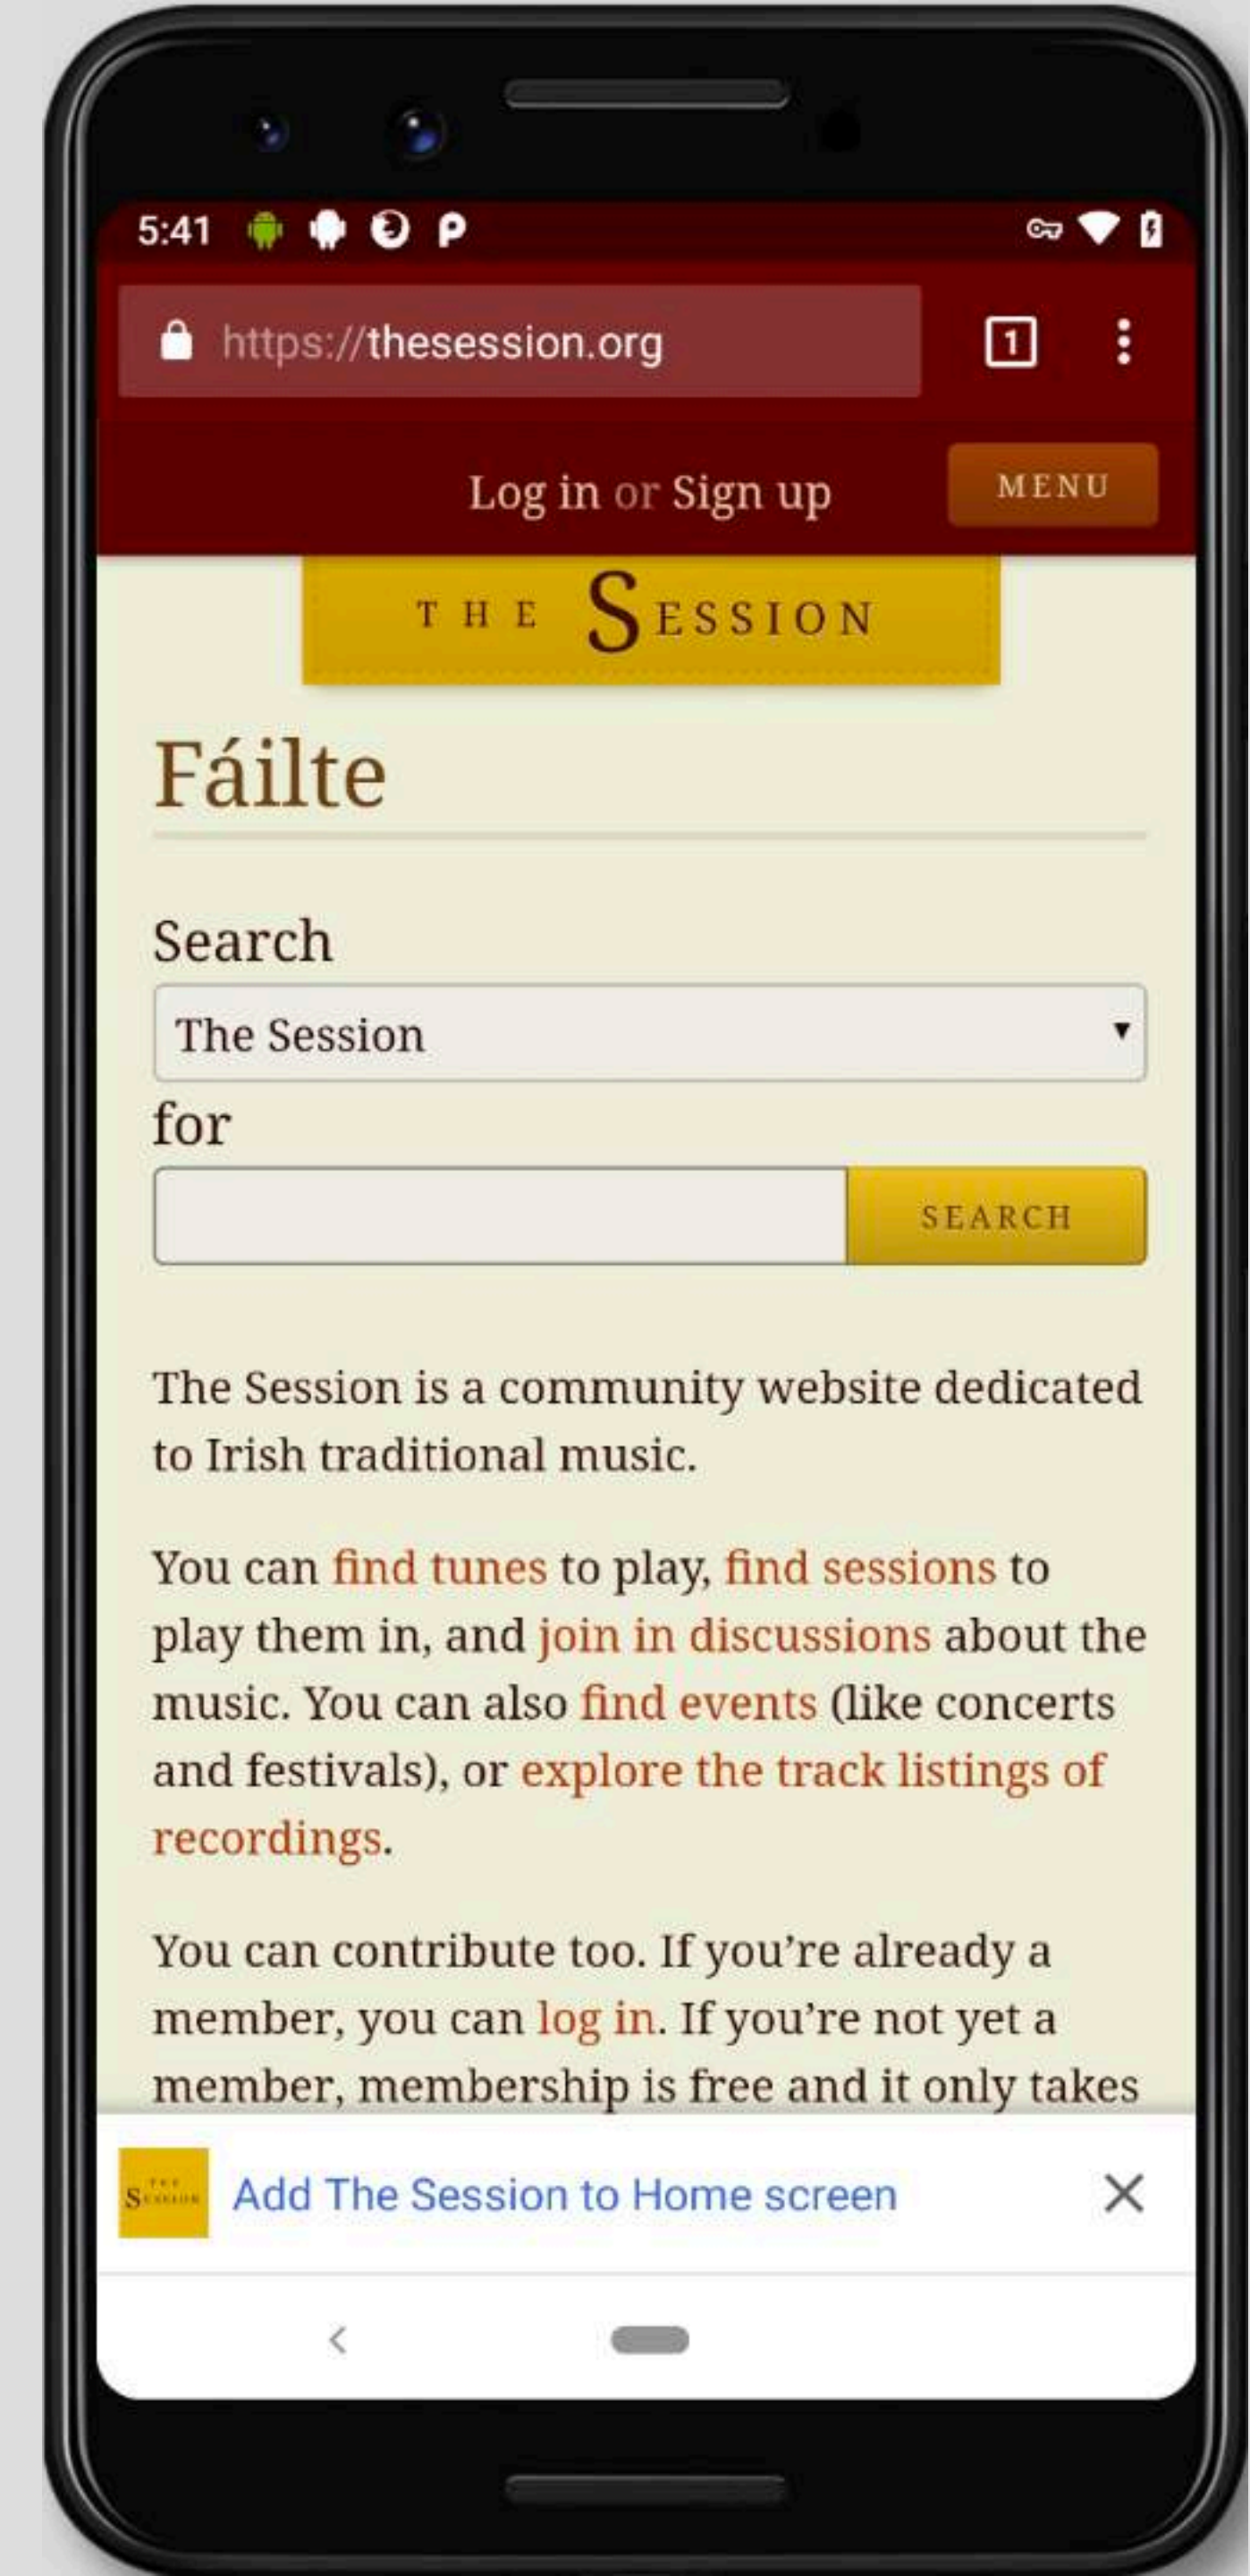 5:41
https://thesession.org
1
Log in or Sign up
MENU
THE SESSION
Fáilte
Search
The Session
for
SEARCH
The Session is a community website dedicated
to Irish traditional music.
You can find tunes to play, find sessions to
play them in, and join in discussions about the
music. You can also find events (like concerts
and festivals), or explore the track listings of
recordings.
You can contribute too. If you’re already a
member, you can log in. If you’re not yet a
member, membership is free and it only takes
THE
SESSION
Add The Session to Home screen